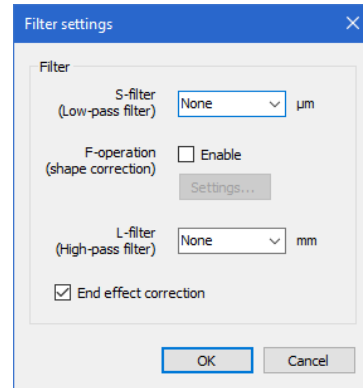 Filter settings
Filter
S-filter
(Low-pass filter)
None
µm
F-operation
(shape correction)
Enable
Settings...
L-filter
(High-pass filter)
None
mm
End effect correction
OK
Cancel